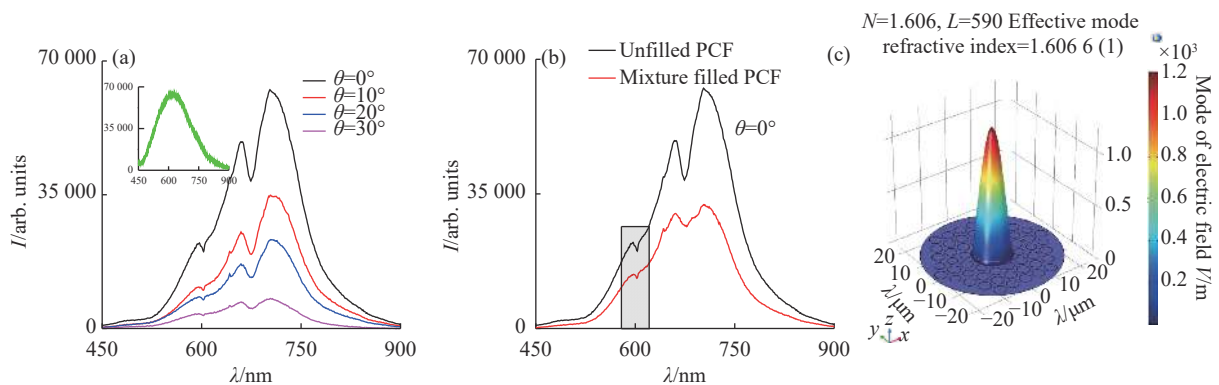 (a)
70 000
35 000
0
I/arb. units
450
600
750
900
λ/nm
θ=0°
θ=10°
θ=20°
θ=30°
70 000
35 000
0
450
600
750
900
(b)
70 000
35 000
0
I/arb. units
450
600
750
900
λ/nm
Unfilled PCF
Mixture filled PCF
θ=0°
N=1.606, L=590 Effective mode
refractive index=1.606 6 (1)
(c)
1.0
0.5
0
20
10
0
−10
−20
λ/μm
−20
−10
0
10
20
λ/μm
y
z
x
×10³
1.2
1.0
0.8
0.6
0.4
0.2
Mode of electric field V/m